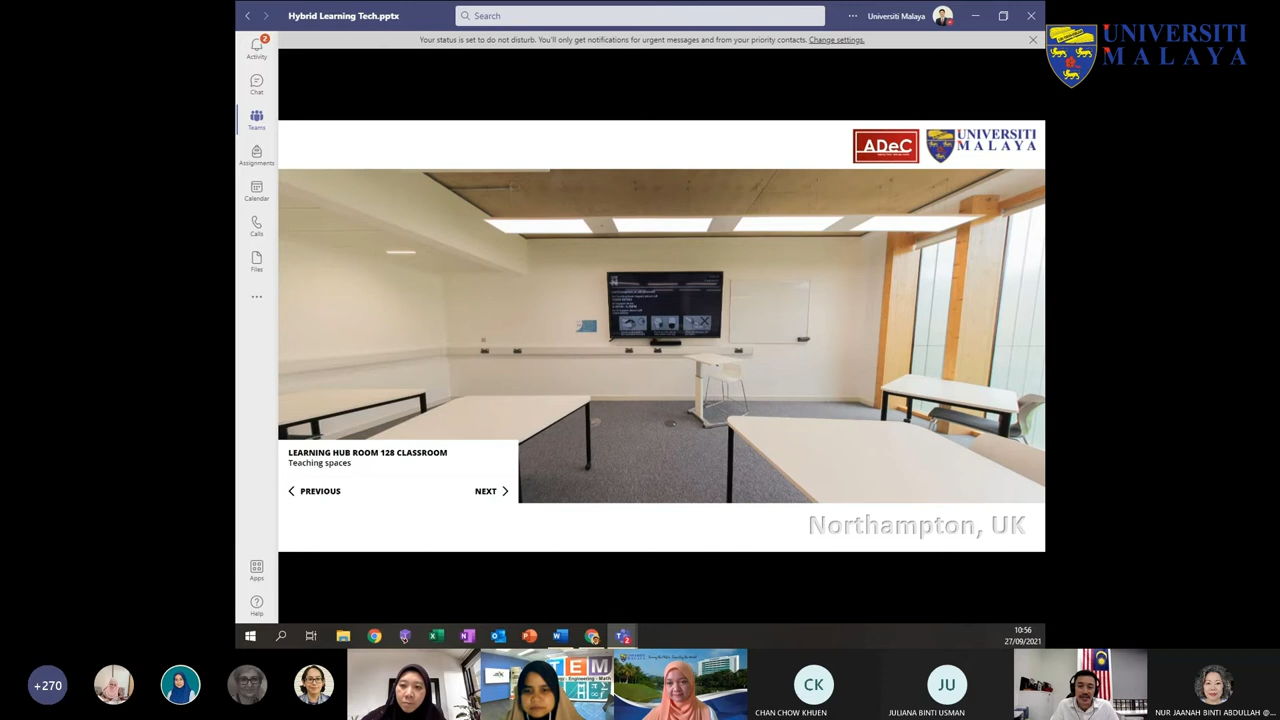 Hybrid Learning Tech.pptx
Search
Universiti Malaya
Your status is set to do not disturb. You'll only get notifications for urgent messages and from your priority contacts. Change settings.
UNIVERSITI
MALAYA
2
Activity
Chat
Teams
Assignments
Calendar
Calls
Files
Apps
Help
ADeC
UNIVERSITI
MALAYA
LEARNING HUB ROOM 128 CLASSROOM
Teaching spaces
PREVIOUS
NEXT
Northampton, UK
10:56
27/09/2021
+270
STEM
CK
CHAN CHOW KHUEN
JU
JULIANA BINTI USMAN
NUR JAANAH BINTI ABDULLAH @...